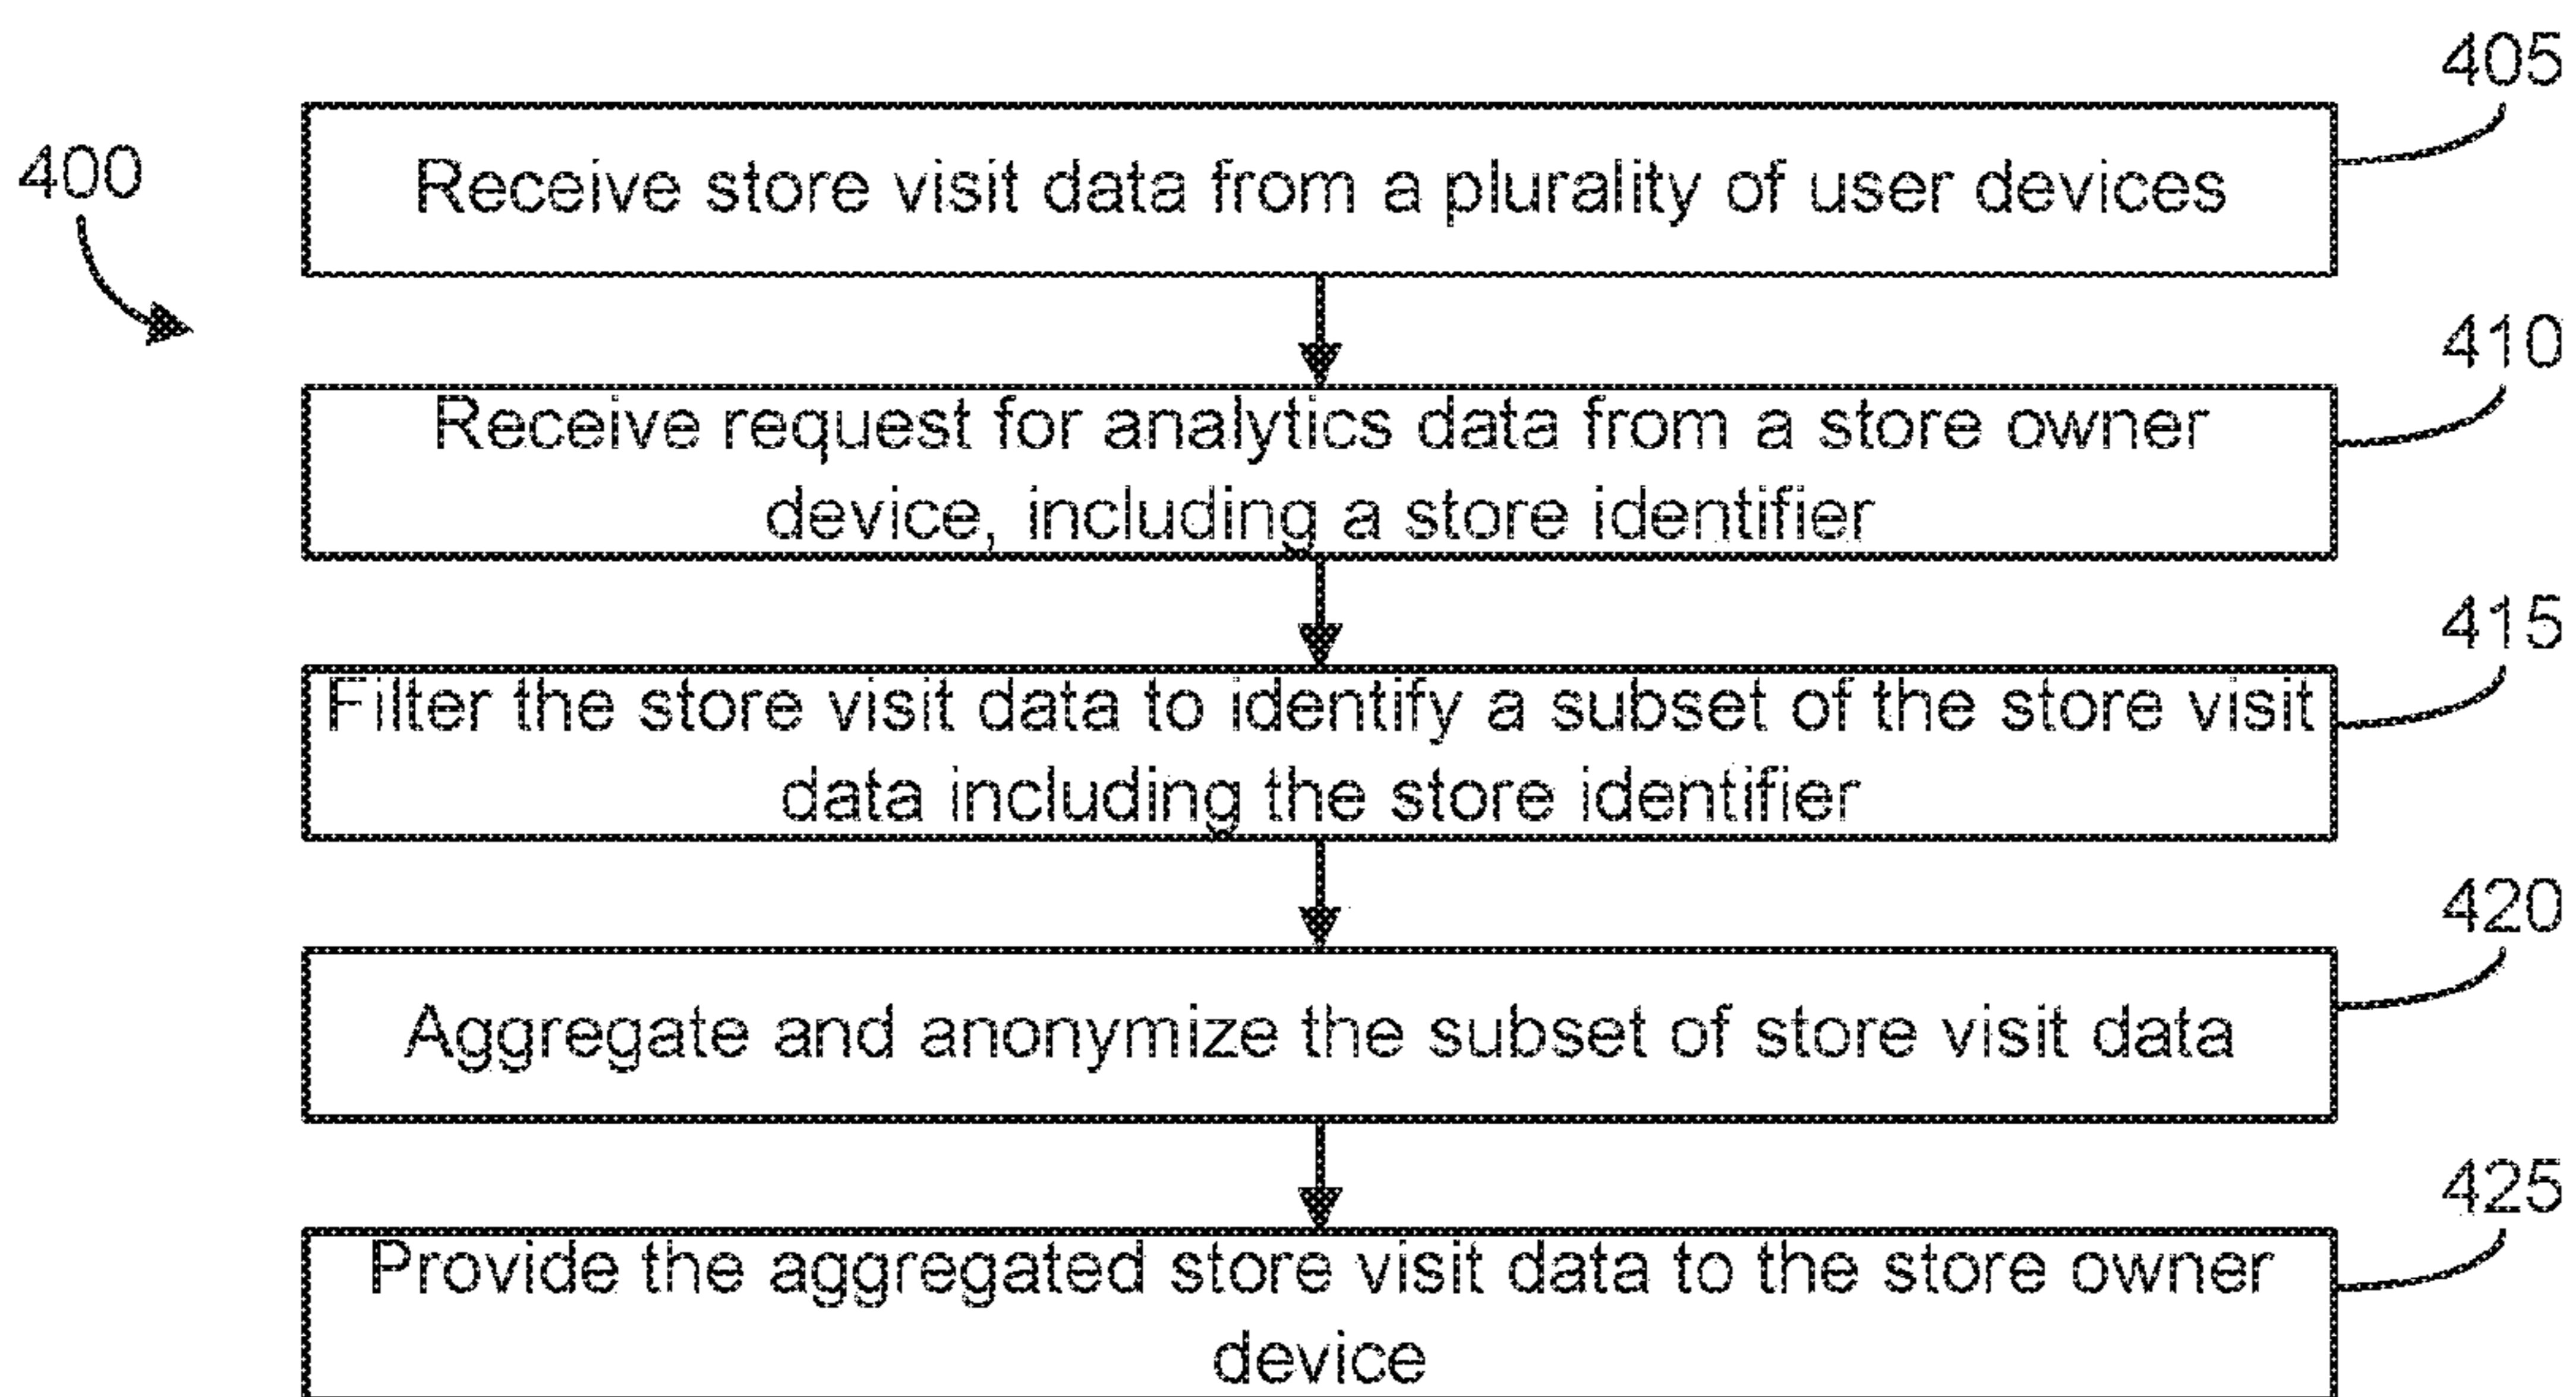 405
400
Receive store visit data from a plurality of user devices
410
Receive request for analytics data from a store owner
device, including a store identifier
415
Filter the store visit data to identify a subset of the store visit
data including the store identifier
420
Aggregate and anonymize the subset of store visit data
425
Provide the aggregated store visit data to the store owner
device